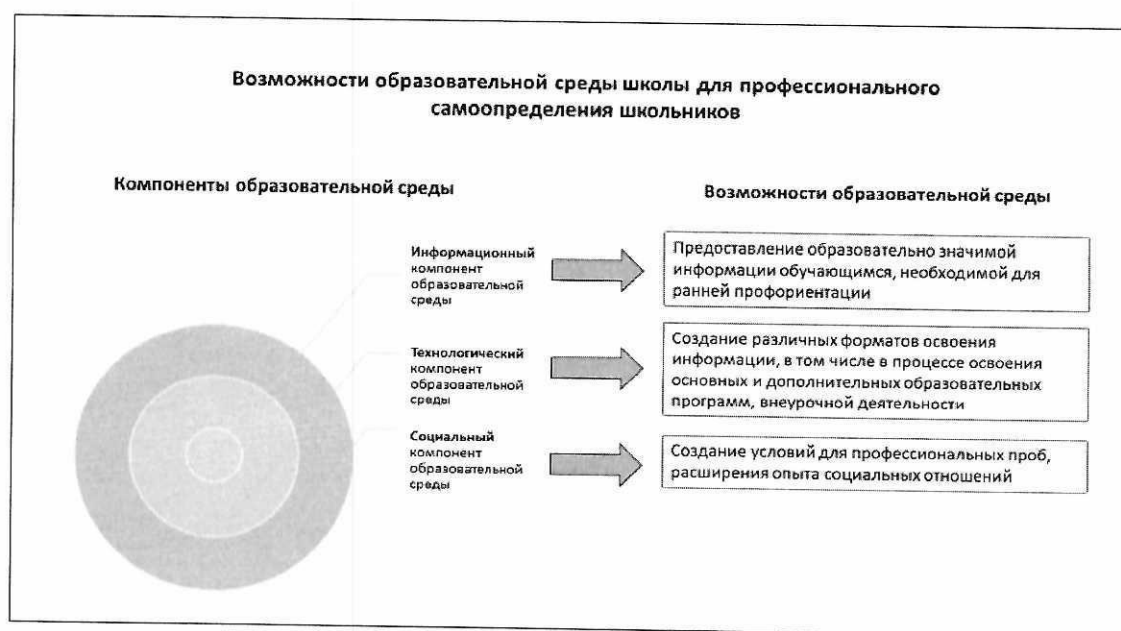 Возможности образовательной среды школы для профессионального
самоопределения школьников
Компоненты образовательной среды
Возможности образовательной среды
Информационный
компонент
образовательной
среды
Предоставление образовательно значимой
информации обучающимся, необходимой для
ранней профориентации
Технологический
компонент
образовательной
среды
Создание различных форматов освоения
информации, в том числе в процессе освоения
основных и дополнительных образовательных
программ, внеурочной деятельности
Социальный
компонент
образовательной
среды
Создание условий для профессиональных проб,
расширения опыта социальных отношений